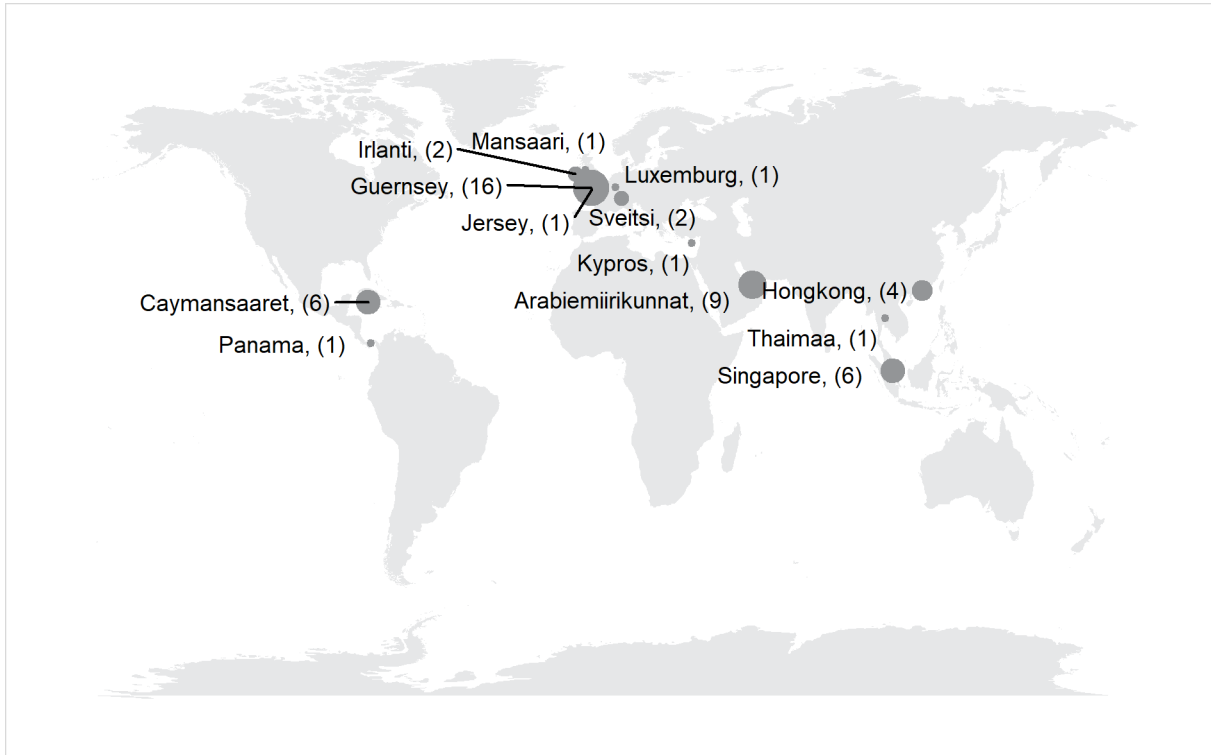 Mansaari, (1)
Irlanti, (2)
Luxemburg, (1)
Guernsey, (16)
Jersey, (1)
Sveitsi, (2)
Kypros, (1)
Hongkong, (4)
Arabiemiirikunnat, (9)
Caymansaaret, (6)
Thaimaa, (1)
Panama, (1)
Singapore, (6)